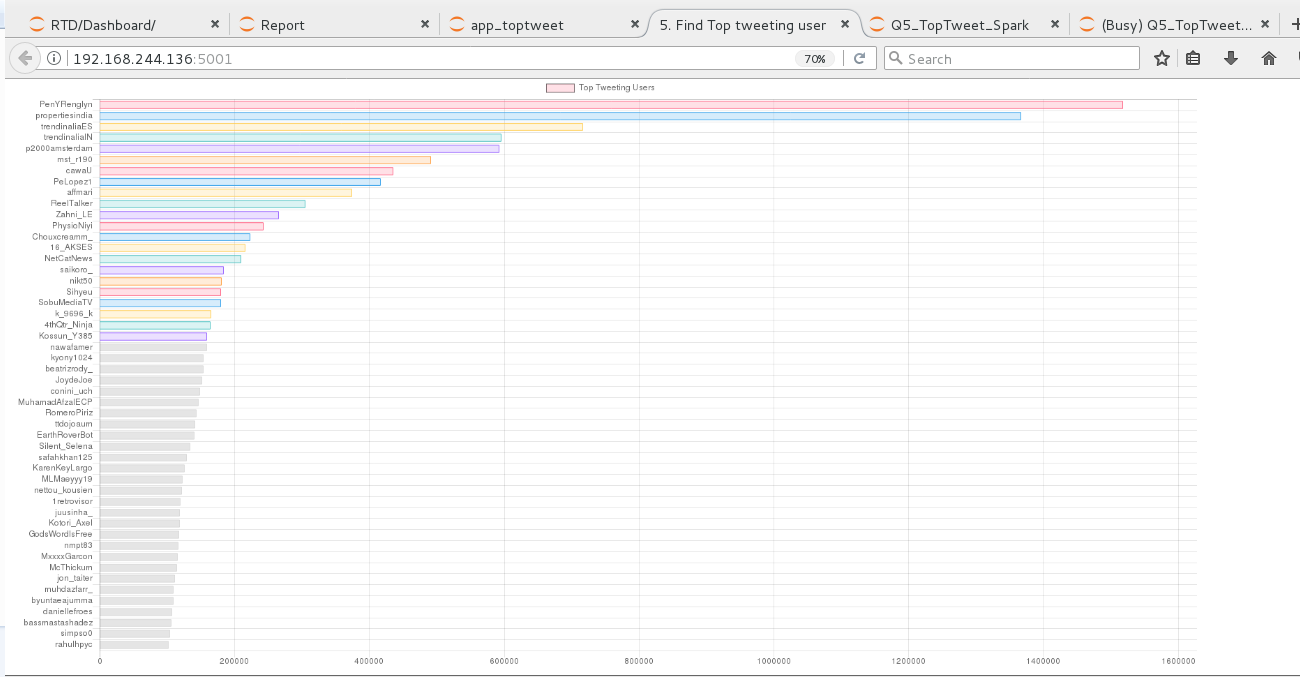 RTD/Dashboard/ × Report × app_toptweet × 5. Find Top tweeting user × Q5_TopTweet_Spark × (Busy) Q5_TopTweet... ×
192.168.244.136:5001 70% Search
Top Tweeting Users
PenYRenglyn
propertiesindia
trendinaliaES
trendinaliaIN
p2000amsterdam
mst_r190
cawaU
PeLopez1
affmari
ReelTalker
Zahni_LE
PhysioNiyi
Chouxcreamm_
16_AKSES
NetCatNews
saikoro_
nikt50
Sihyeu
SobuMediaTV
k_9696_k
4thQtr_Ninja
Kossun_Y385
nawafamer
kyony1024
beatrizrody_
JoydeJoe
conini_uch
MuhamadAfzalECP
RomeroPiriz
ttdojoaum
EarthRoverBot
Silent_Selena
safahkhan125
KarenKeyLargo
MLMaeyyy19
nettou_kousien
1retrovisor
juusinha_
Kotori_Axel
GodsWordIsFree
nmpt83
MxxxxGarcon
McThickum
jon_taiter
muhdazfarr_
byuntaeajumma
daniellefroes
bassmastashadez
simpso0
rahulhpyc
0 200000 400000 600000 800000 1000000 1200000 1400000 1600000